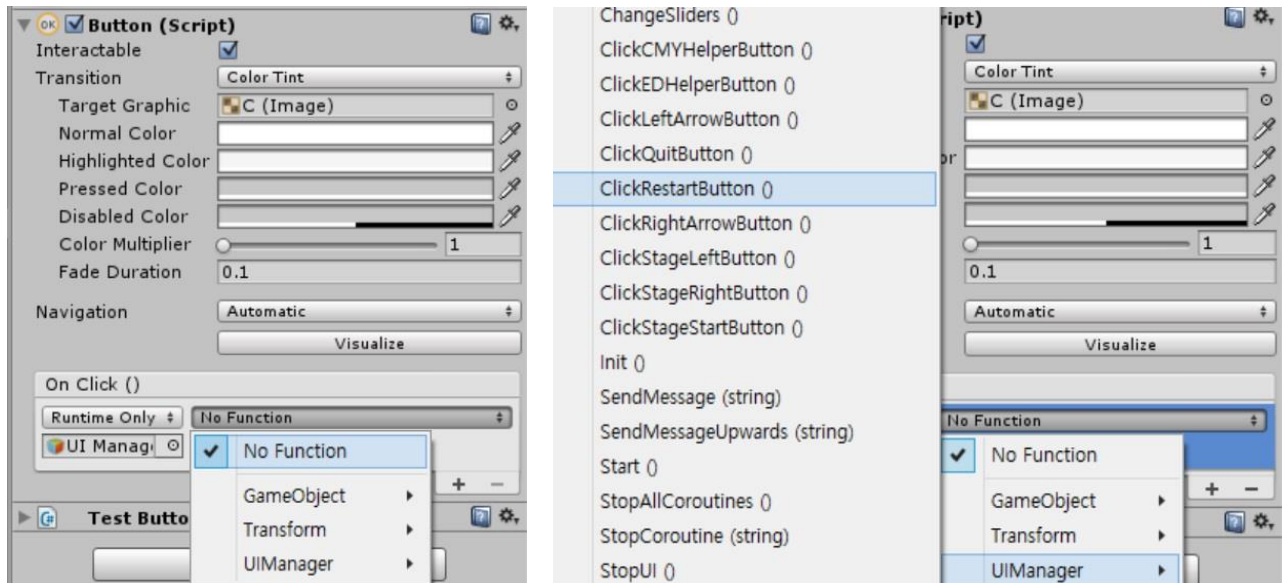 Button (Script)
Interactable
Transition Color Tint
Target Graphic C (Image)
Normal Color
Highlighted Color
Pressed Color
Disabled Color
Color Multiplier 1
Fade Duration 0.1
Navigation Automatic
Visualize
On Click ()
Runtime Only No Function
UI Manag
No Function
GameObject
Transform
UIManager
Test Butto
ChangeSliders ()
ClickCMYHelperButton ()
ClickEDHelperButton ()
ClickLeftArrowButton ()
ClickQuitButton ()
ClickRestartButton ()
ClickRightArrowButton ()
ClickStageLeftButton ()
ClickStageRightButton ()
ClickStageStartButton ()
Init ()
SendMessage (string)
SendMessageUpwards (string)
Start ()
StopAllCoroutines ()
StopCoroutine (string)
StopUI ()
ript)
Color Tint
C (Image)
or
1
0.1
Automatic
Visualize
No Function
No Function
GameObject
Transform
UIManager